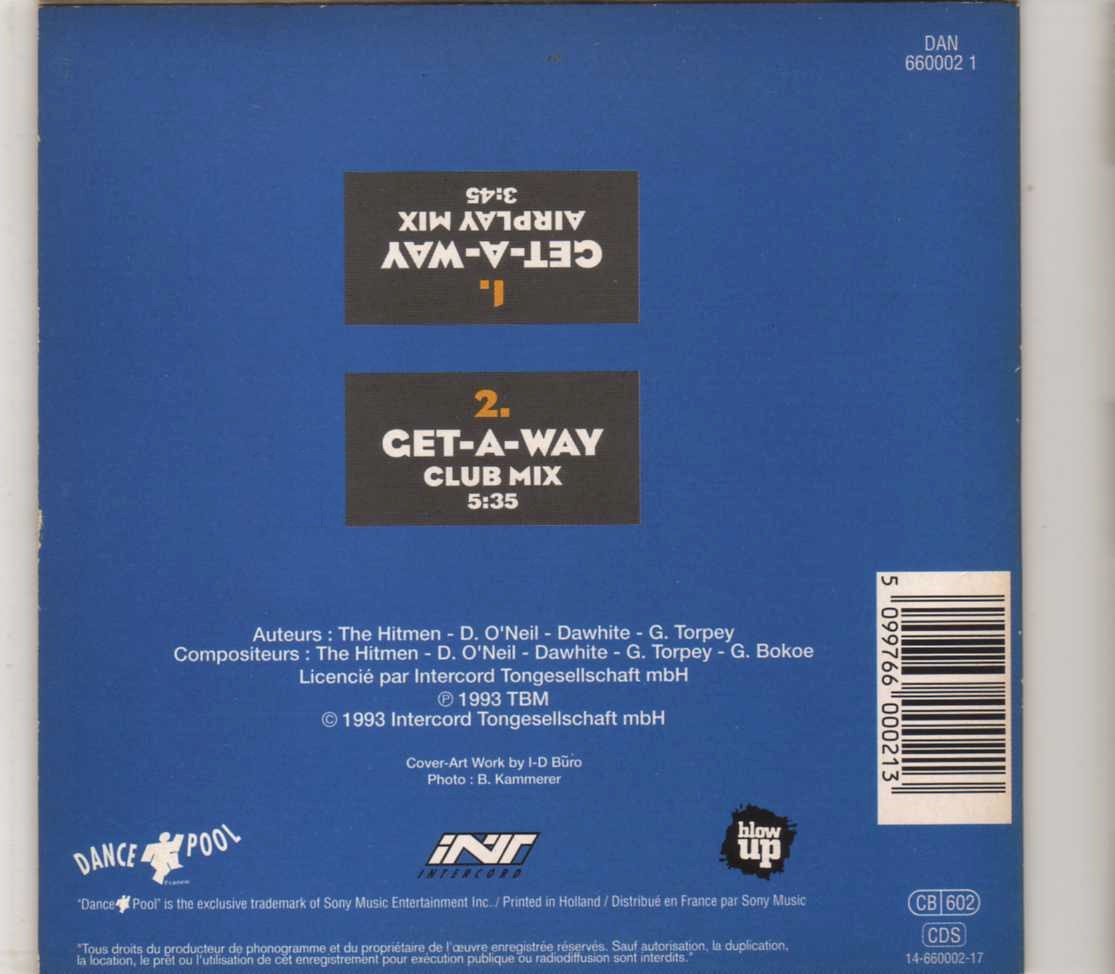 DAN
660002 1
1.
GET-A-WAY
AIRPLAY MIX
3:45
2.
GET-A-WAY
CLUB MIX
5:35
Auteurs : The Hitmen - D. O'Neil - Dawhite - G. Torpey
Compositeurs : The Hitmen - D. O'Neil - Dawhite - G. Torpey - G. Bokoe
Licencié par Intercord Tongesellschaft mbH
℗ 1993 TBM
© 1993 Intercord Tongesellschaft mbH
Cover-Art Work by I-D Büro
Photo : B. Kammerer
5 099766 000213
DANCE POOL
France
INT
INTERCORD
blow
up
"Dance Pool" is the exclusive trademark of Sony Music Entertainment Inc. / Printed in Holland / Distribué en France par Sony Music
CB 602
CDS
14-660002-17
"Tous droits du producteur de phonogramme et du propriétaire de l'œuvre enregistrée réservés. Sauf autorisation, la duplication,
la location, le prêt ou l'utilisation de cet enregistrement pour exécution publique ou radiodiffusion sont interdits."